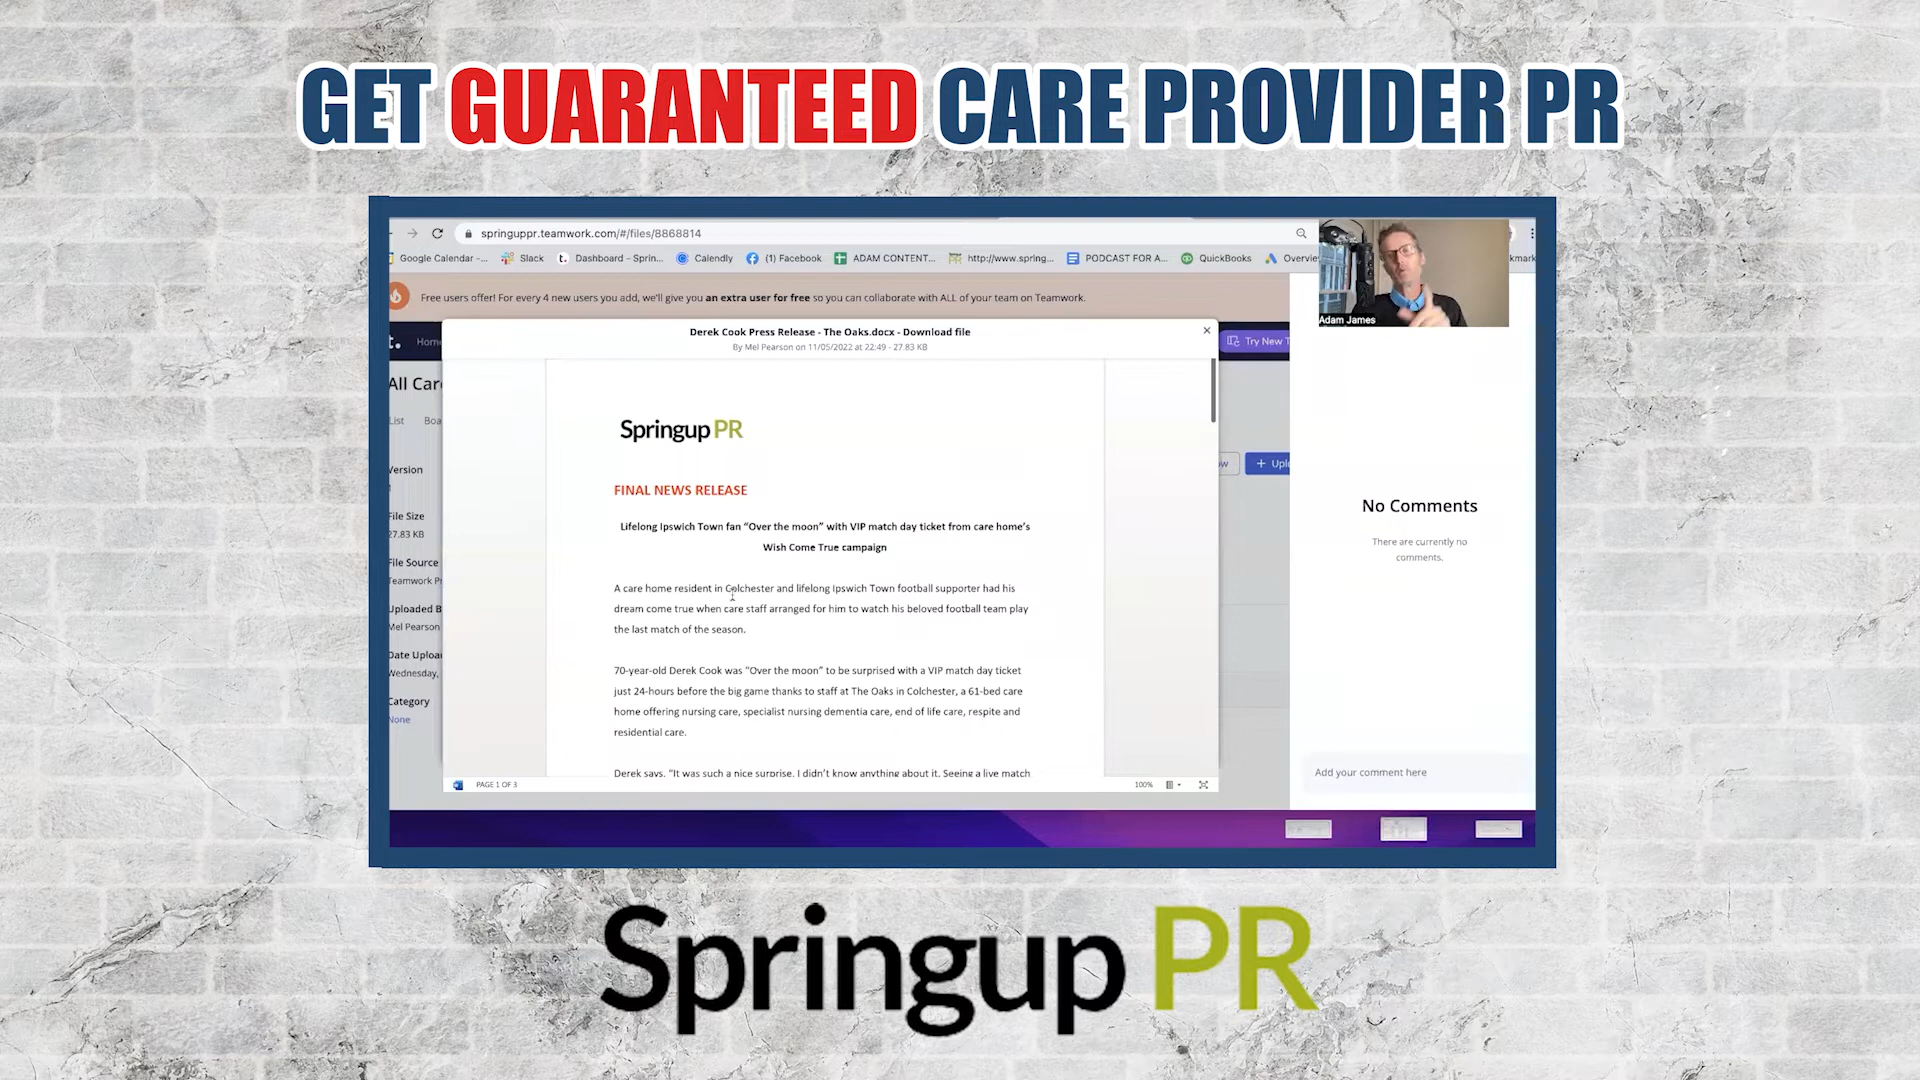 GET GUARANTEED CARE PROVIDER PR
springuppr.teamwork.com/#/files/8868814
Google Calendar -...
Slack
Dashboard – Sprin...
Calendly
(1) Facebook
ADAM CONTENT...
http://www.spring...
PODCAST FOR A...
QuickBooks
Overvie
kmark
Adam James
Free users offer! For every 4 new users you add, we'll give you an extra user for free so you can collaborate with ALL of your team on Teamwork.
Derek Cook Press Release - The Oaks.docx - Download file
By Mel Pearson on 11/05/2022 at 22:49 - 27.83 KB
t.
Hom
Try New T
All Car
List
Boa
+ Uplo
Version
File Size
27.83 KB
File Source
Teamwork Pr
Uploaded B
Mel Pearson
Date Uploa
Wednesday,
Category
None
Springup PR
FINAL NEWS RELEASE
Lifelong Ipswich Town fan “Over the moon” with VIP match day ticket from care home’s
Wish Come True campaign
A care home resident in Colchester and lifelong Ipswich Town football supporter had his
dream come true when care staff arranged for him to watch his beloved football team play
the last match of the season.
70-year-old Derek Cook was “Over the moon” to be surprised with a VIP match day ticket
just 24-hours before the big game thanks to staff at The Oaks in Colchester, a 61-bed care
home offering nursing care, specialist nursing dementia care, end of life care, respite and
residential care.
Derek says. “It was such a nice surprise. I didn’t know anything about it. Seeing a live match
PAGE 1 OF 3
100%
No Comments
There are currently no
comments.
Add your comment here
Springup PR